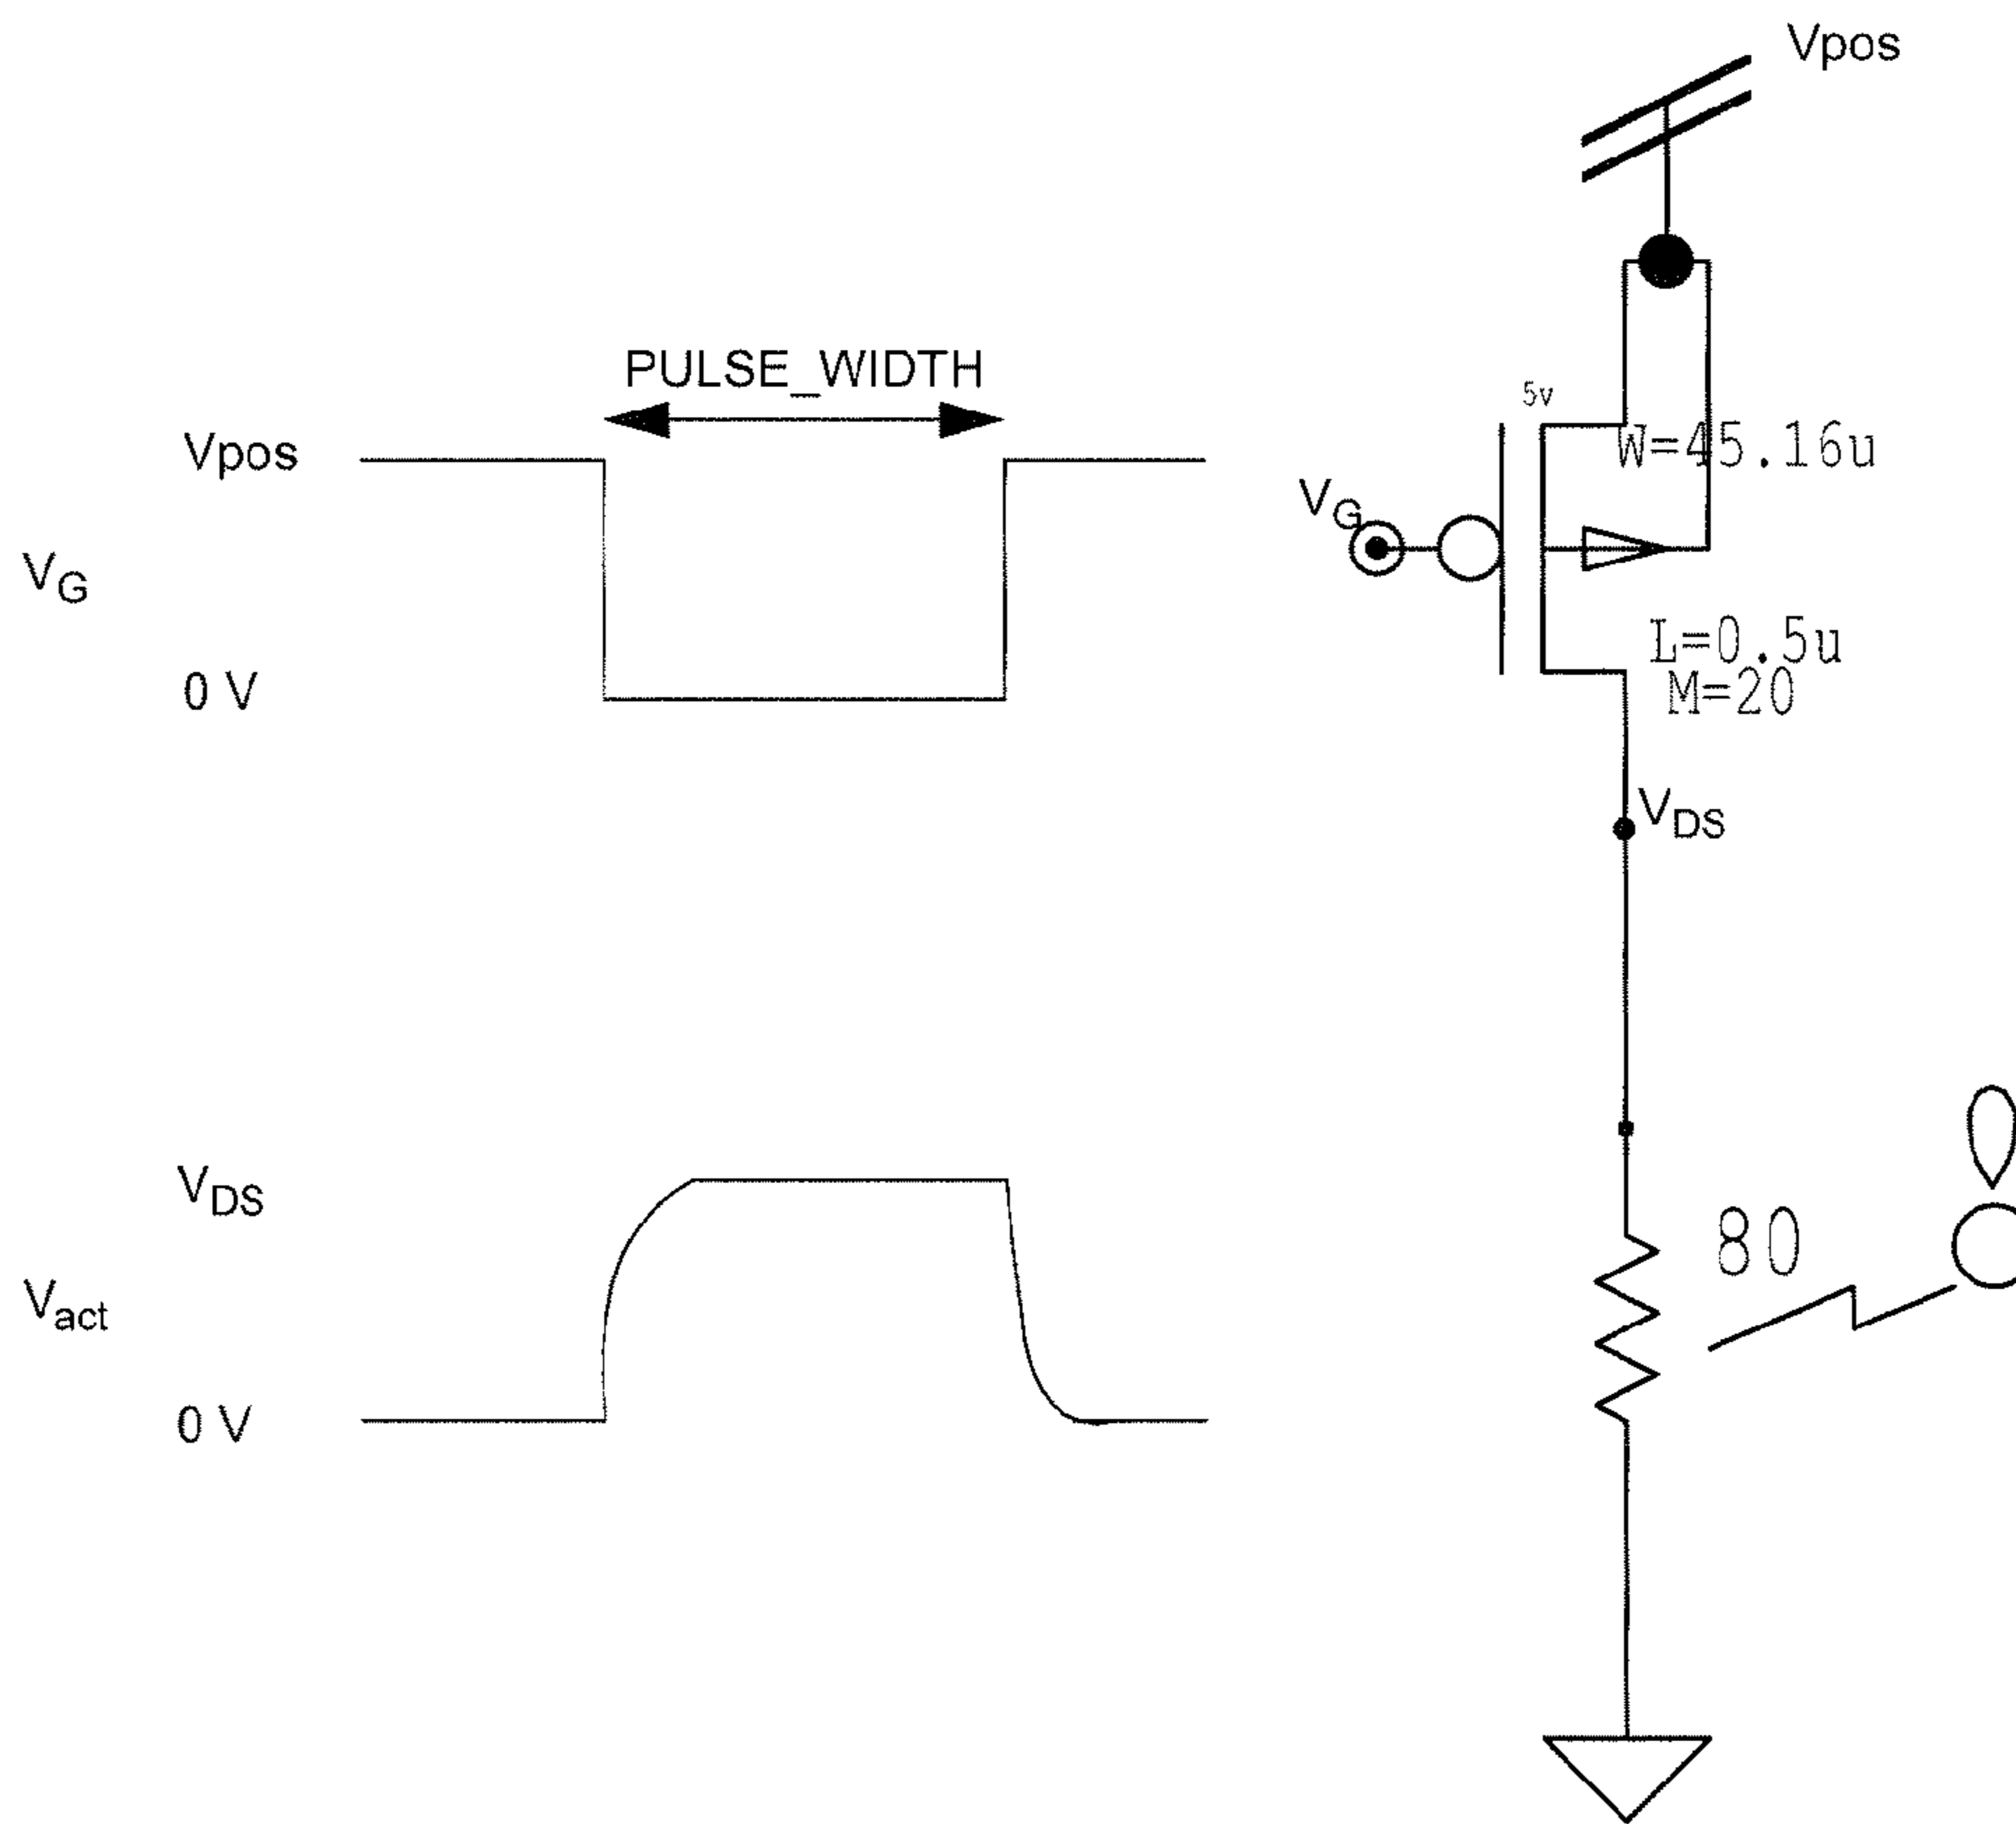 Vpos
PULSE_WIDTH
5v
Vpos
W=45.16u
VG
VG
L=0.5u
0 V
M=20
VDS
VDS
80
Vact
0 V